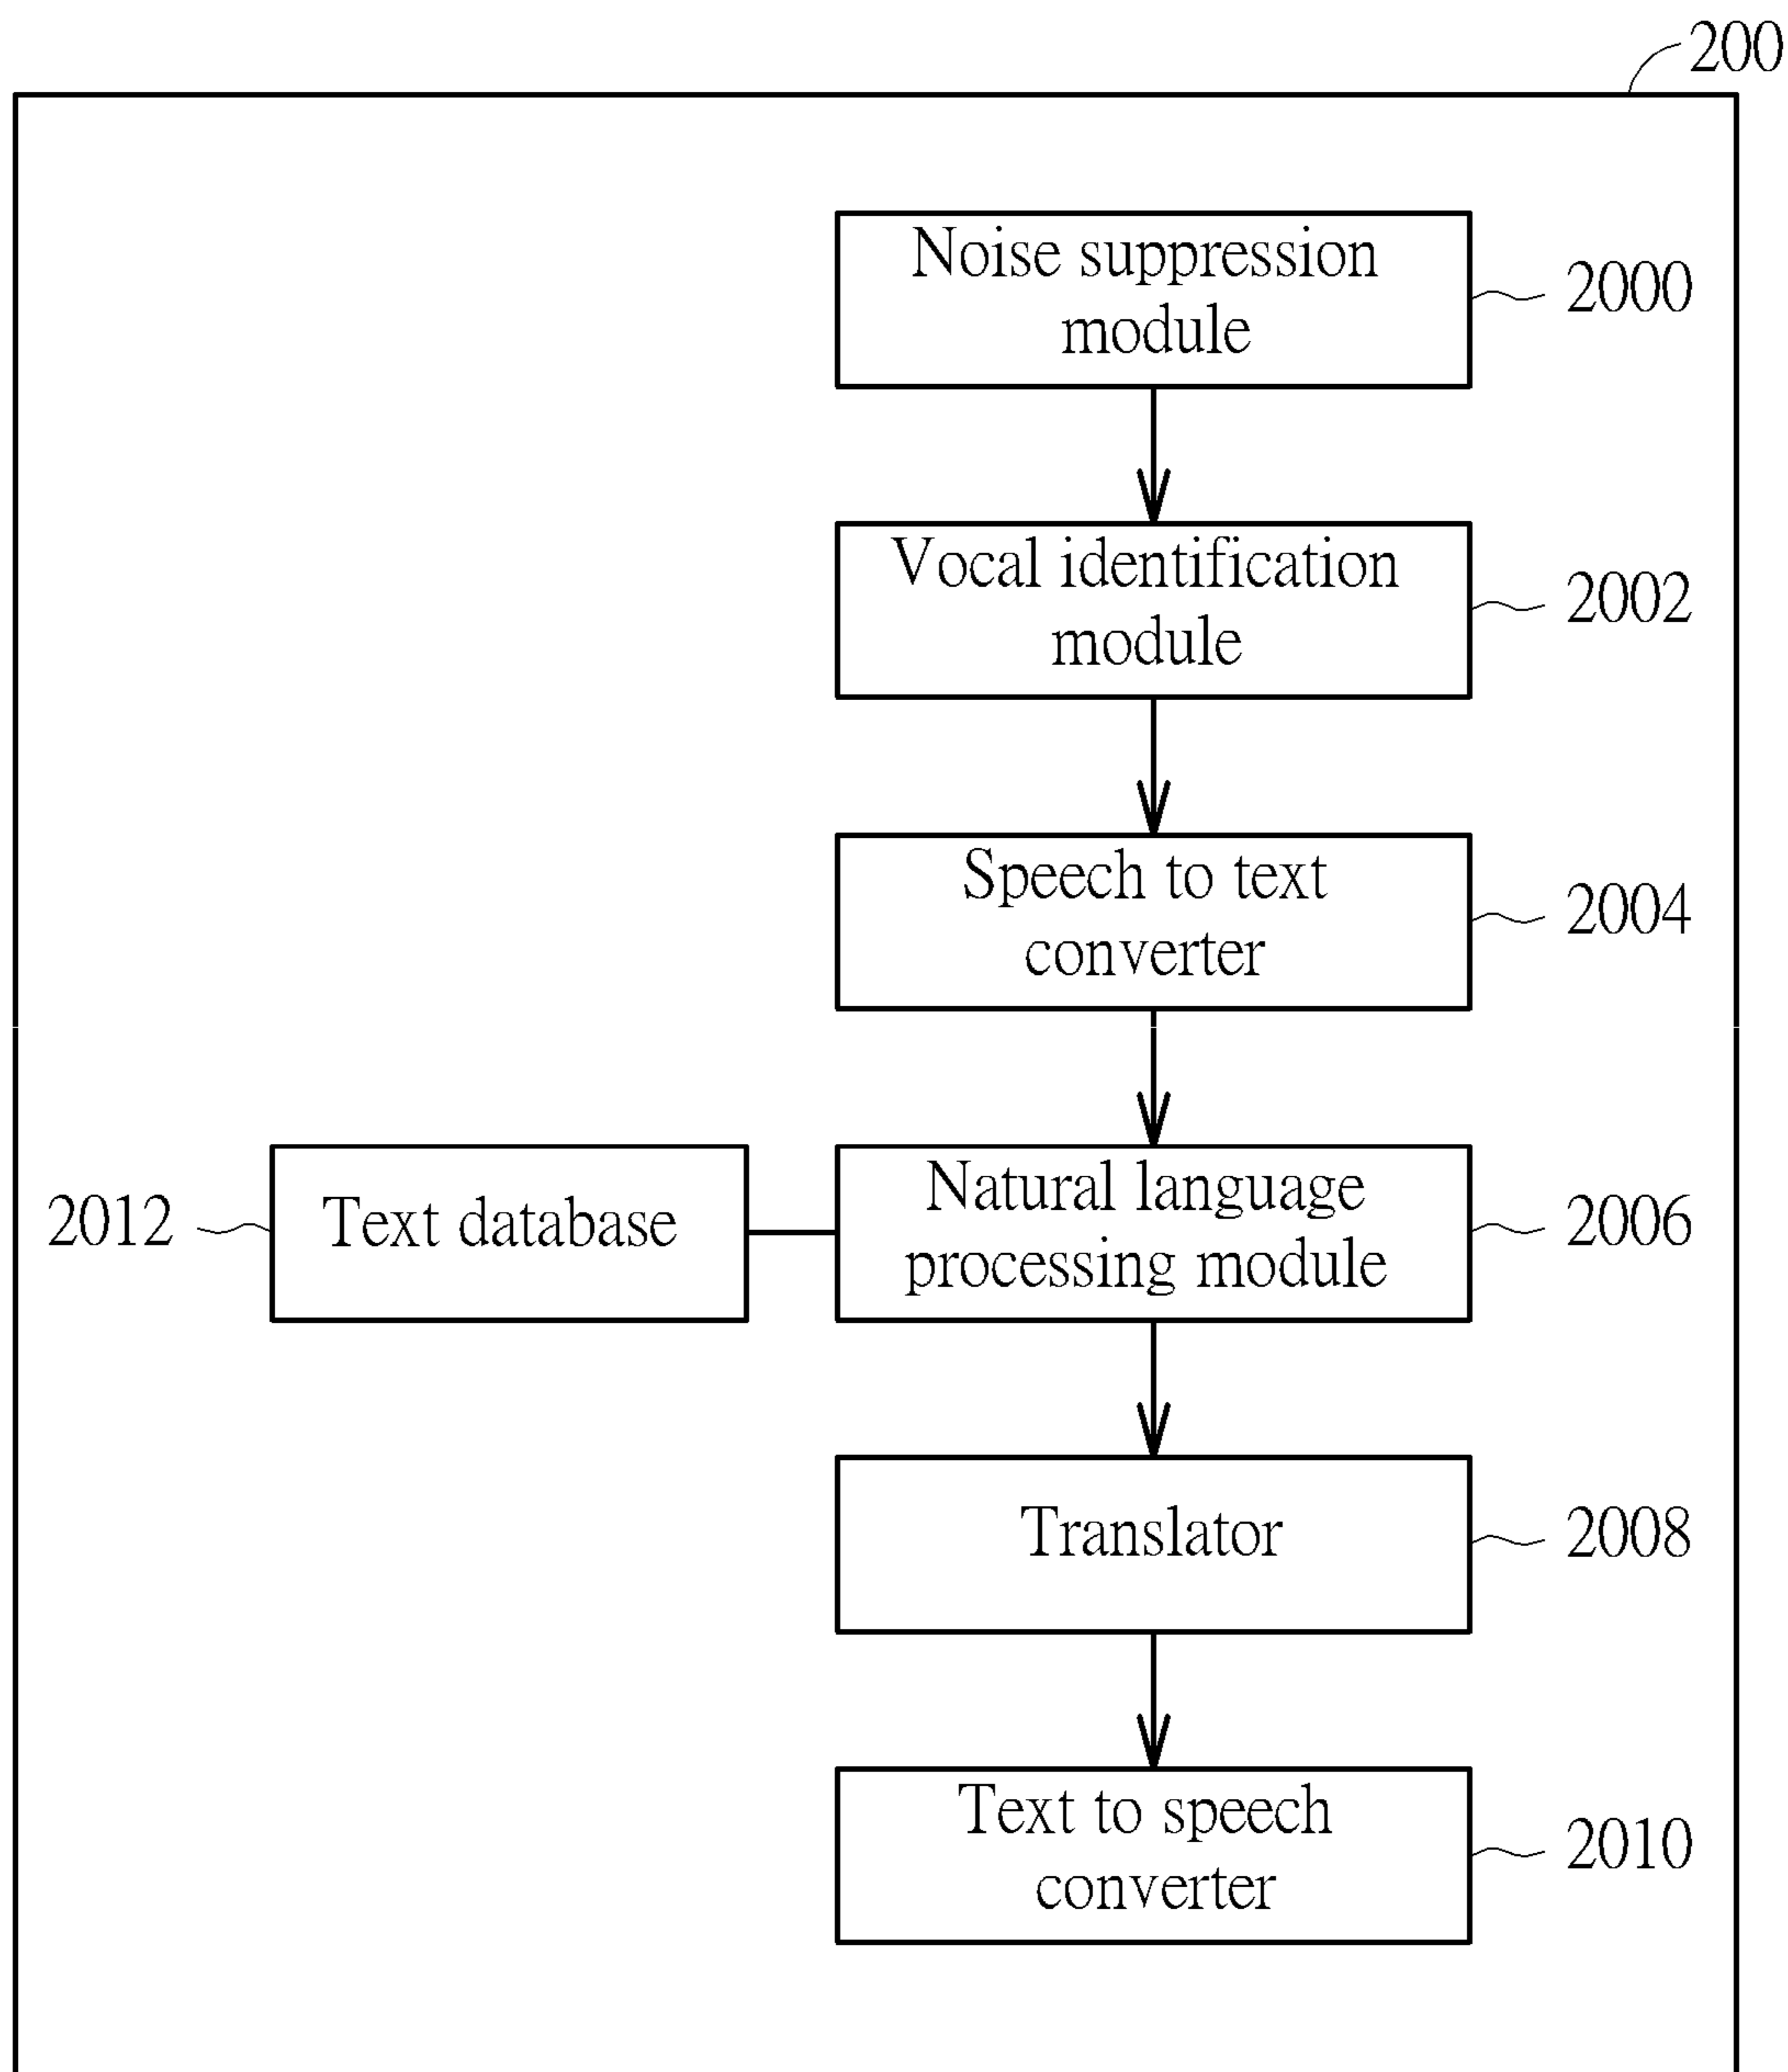 200
Noise suppression
module
2000
Vocal identification
module
2002
Speech to text
converter
2004
2012
Text database
Natural language
processing module
2006
Translator
2008
Text to speech
converter
2010